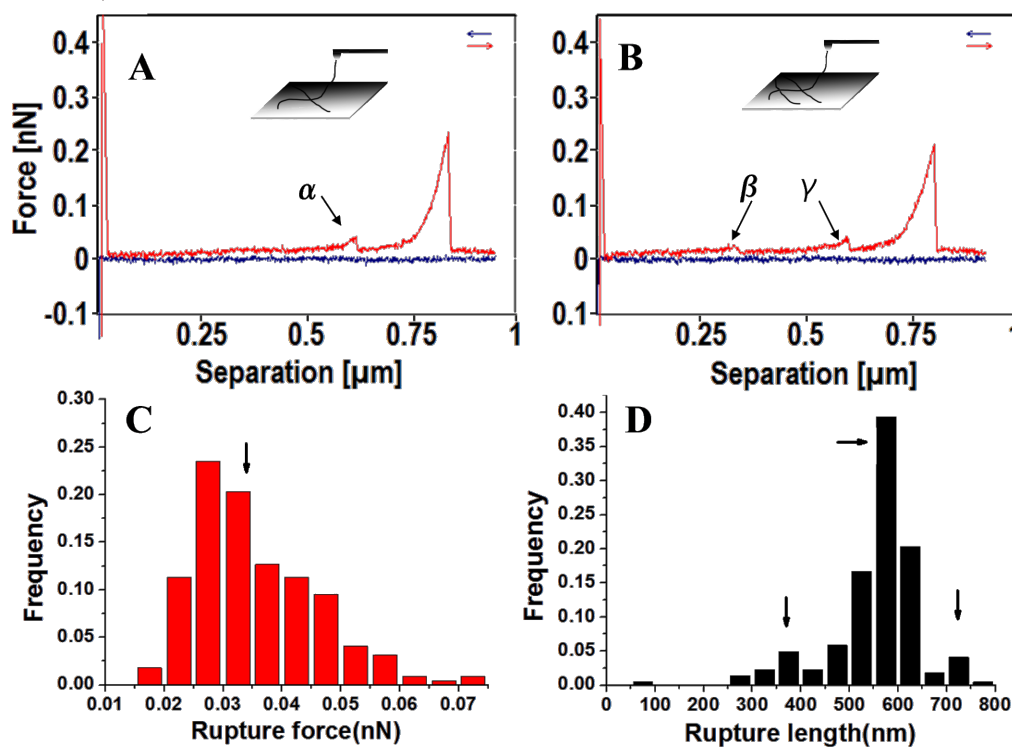 A
Force [nN]
0.4
0.3
0.2
0.1
0
-0.1
α
0.25
0.5
0.75
1
Separation [µm]
B
0.4
0.3
0.2
0.1
0
-0.1
β
γ
0.25
0.5
0.75
1
Separation [µm]
C
Frequency
0.30
0.25
0.20
0.15
0.10
0.05
0.00
0.01 0.02 0.03 0.04 0.05 0.06 0.07
Rupture force(nN)
D
Frequency
0.40
0.35
0.30
0.25
0.20
0.15
0.10
0.05
0.00
0 100 200 300 400 500 600 700 800
Rupture length(nm)